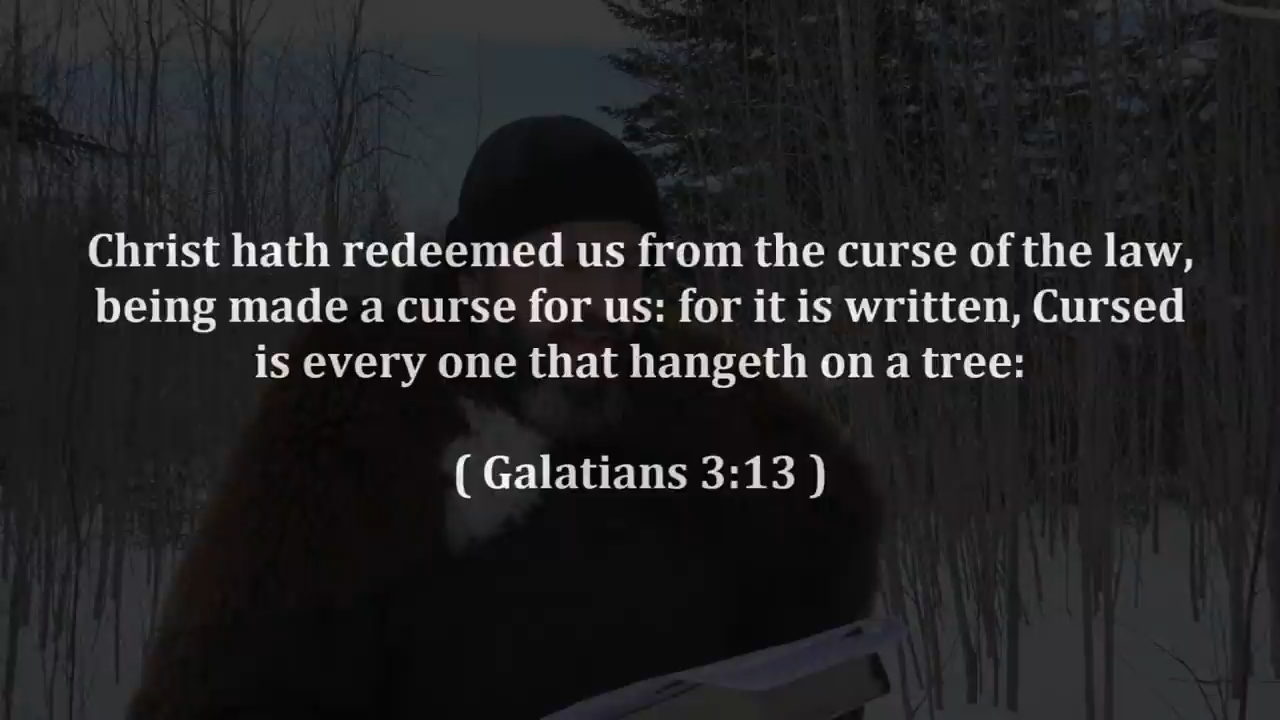 Christ hath redeemed us from the curse of the law,
being made a curse for us: for it is written, Cursed
is every one that hangeth on a tree:
( Galatians 3:13 )